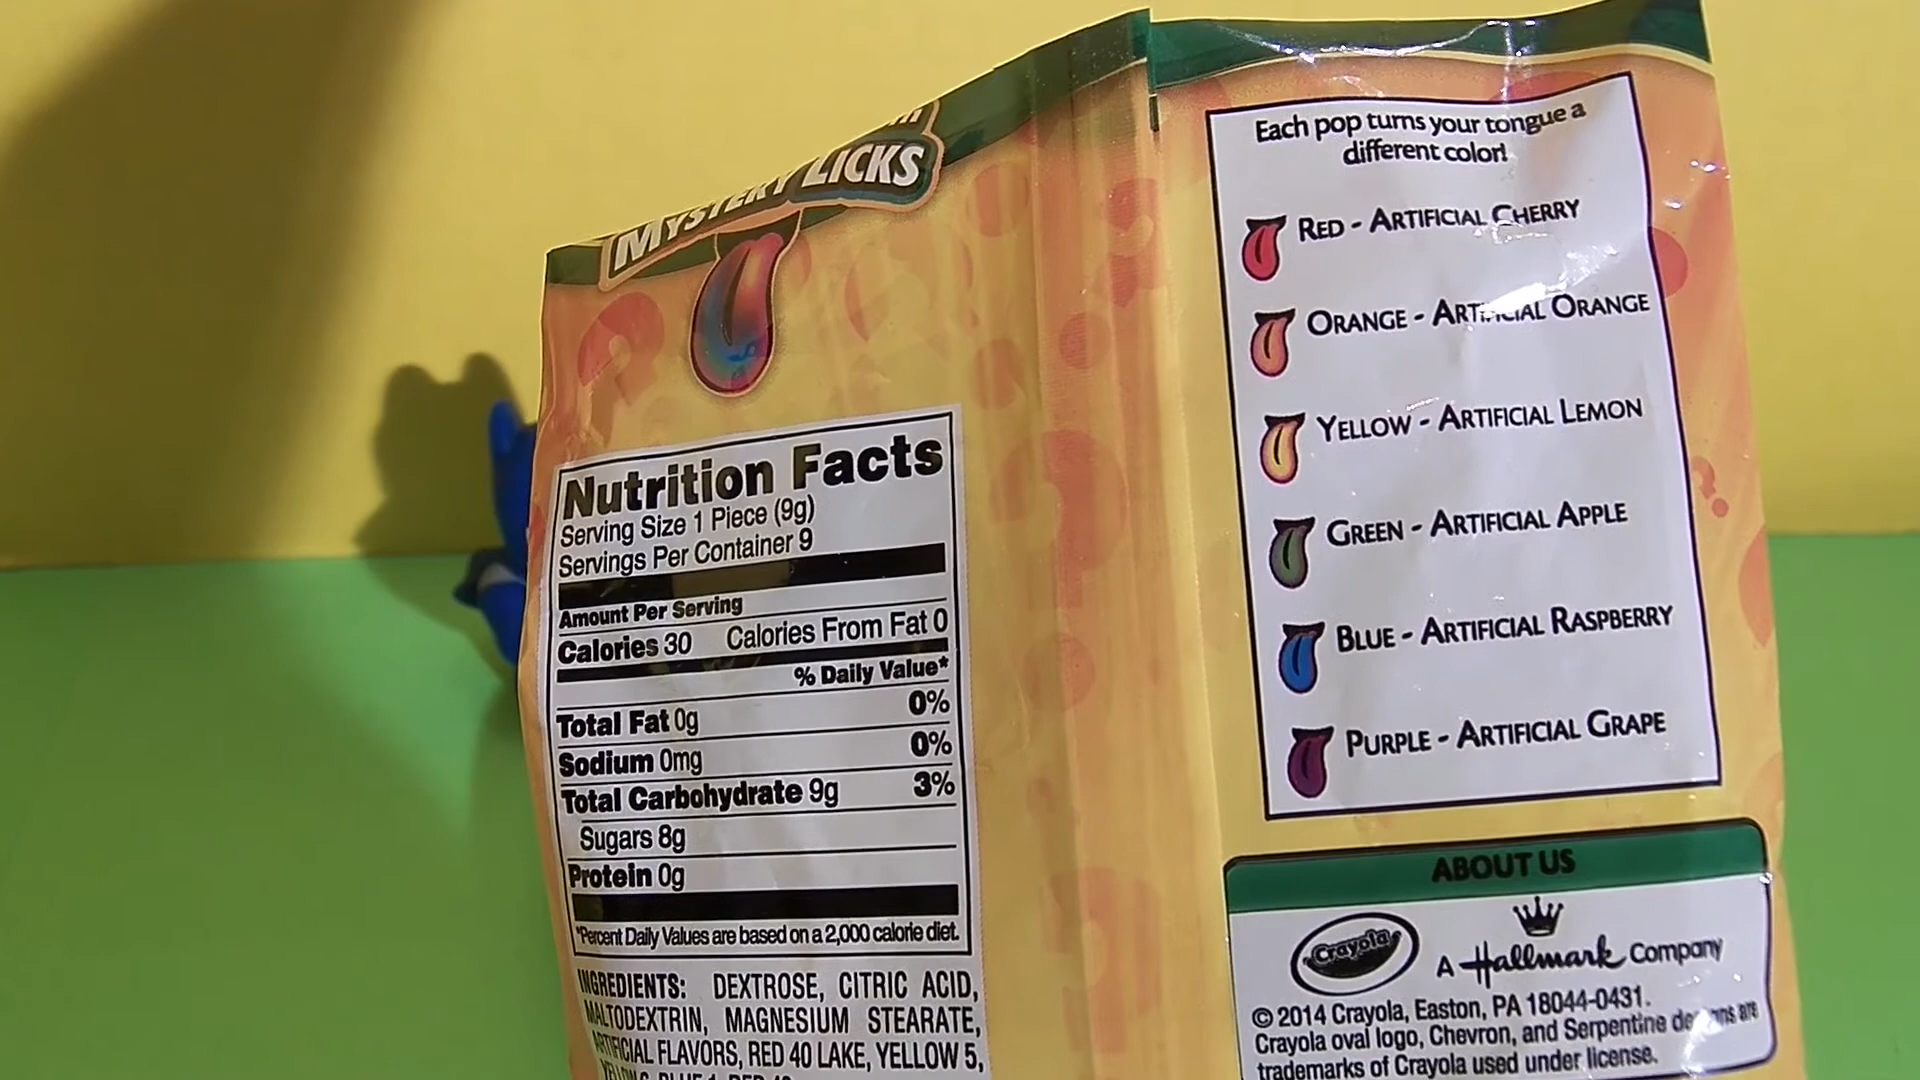 MYSTERY LICKS
Nutrition Facts
Serving Size 1 Piece (9g)
Servings Per Container 9
Amount Per Serving
Calories 30 Calories From Fat 0
% Daily Value*
Total Fat 0g 0%
Sodium 0mg 0%
Total Carbohydrate 9g 3%
Sugars 8g
Protein 0g
*Percent Daily Values are based on a 2,000 calorie diet.
INGREDIENTS: DEXTROSE, CITRIC ACID,
MALTODEXTRIN, MAGNESIUM STEARATE,
ARTIFICIAL FLAVORS, RED 40 LAKE, YELLOW 5,
Each pop turns your tongue a
different color!
RED - ARTIFICIAL CHERRY
ORANGE - ARTIFICIAL ORANGE
YELLOW - ARTIFICIAL LEMON
GREEN - ARTIFICIAL APPLE
BLUE - ARTIFICIAL RASPBERRY
PURPLE - ARTIFICIAL GRAPE
ABOUT US
Crayola
A Hallmark Company
© 2014 Crayola, Easton, PA 18044-0431.
Crayola oval logo, Chevron, and Serpentine designs are
trademarks of Crayola used under license.